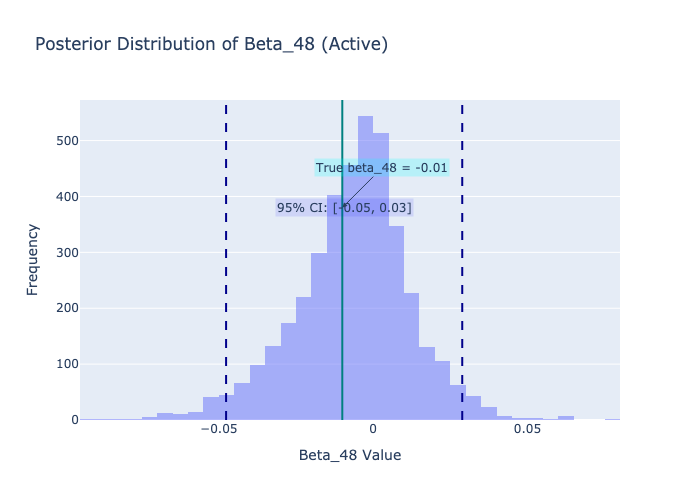 Posterior Distribution of Beta_48 (Active)
500
400
300
200
100
0
Frequency
True beta_48 = -0.01
95% CI: [-0.05, 0.03]
−0.05
0
0.05
Beta_48 Value